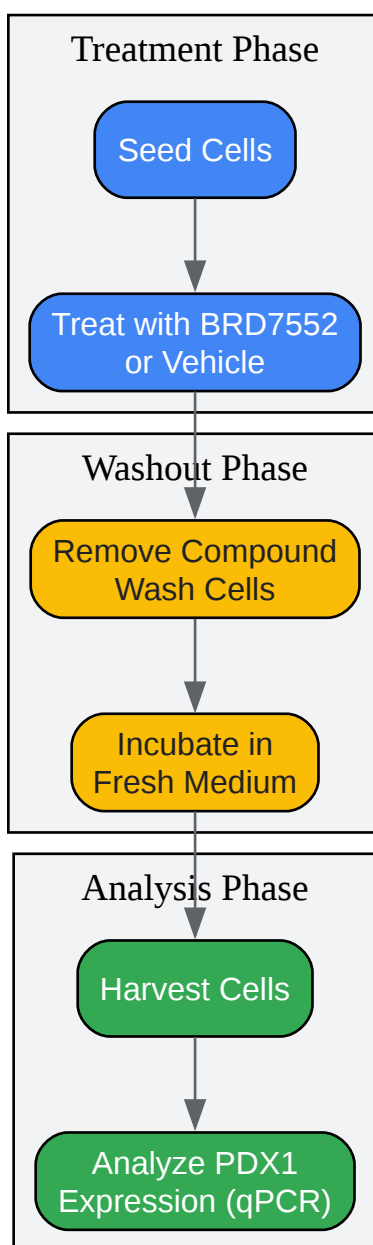 Treatment Phase
Seed Cells
Treat with BRD7552
or Vehicle
Washout Phase
Remove Compound
Wash Cells
Incubate in
Fresh Medium
Analysis Phase
Harvest Cells
Analyze PDX1
Expression (qPCR)